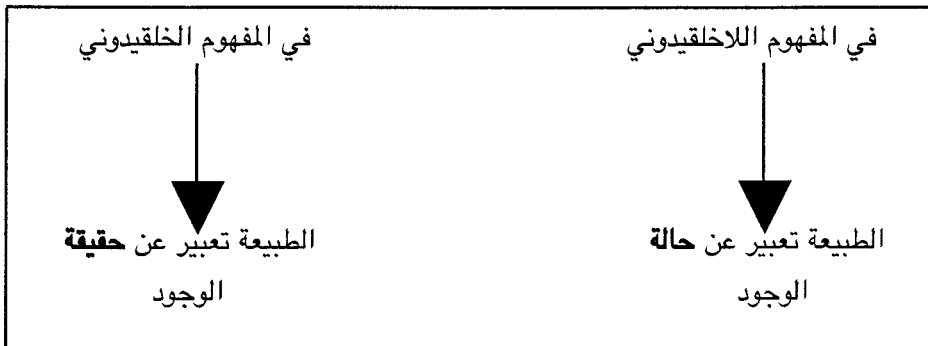 في المفهوم اللاخلقيدوني
الطبيعة تعبير عن حالة
الوجود
في المفهوم الخلقيدوني
الطبيعة تعبير عن حقيقة
الوجود